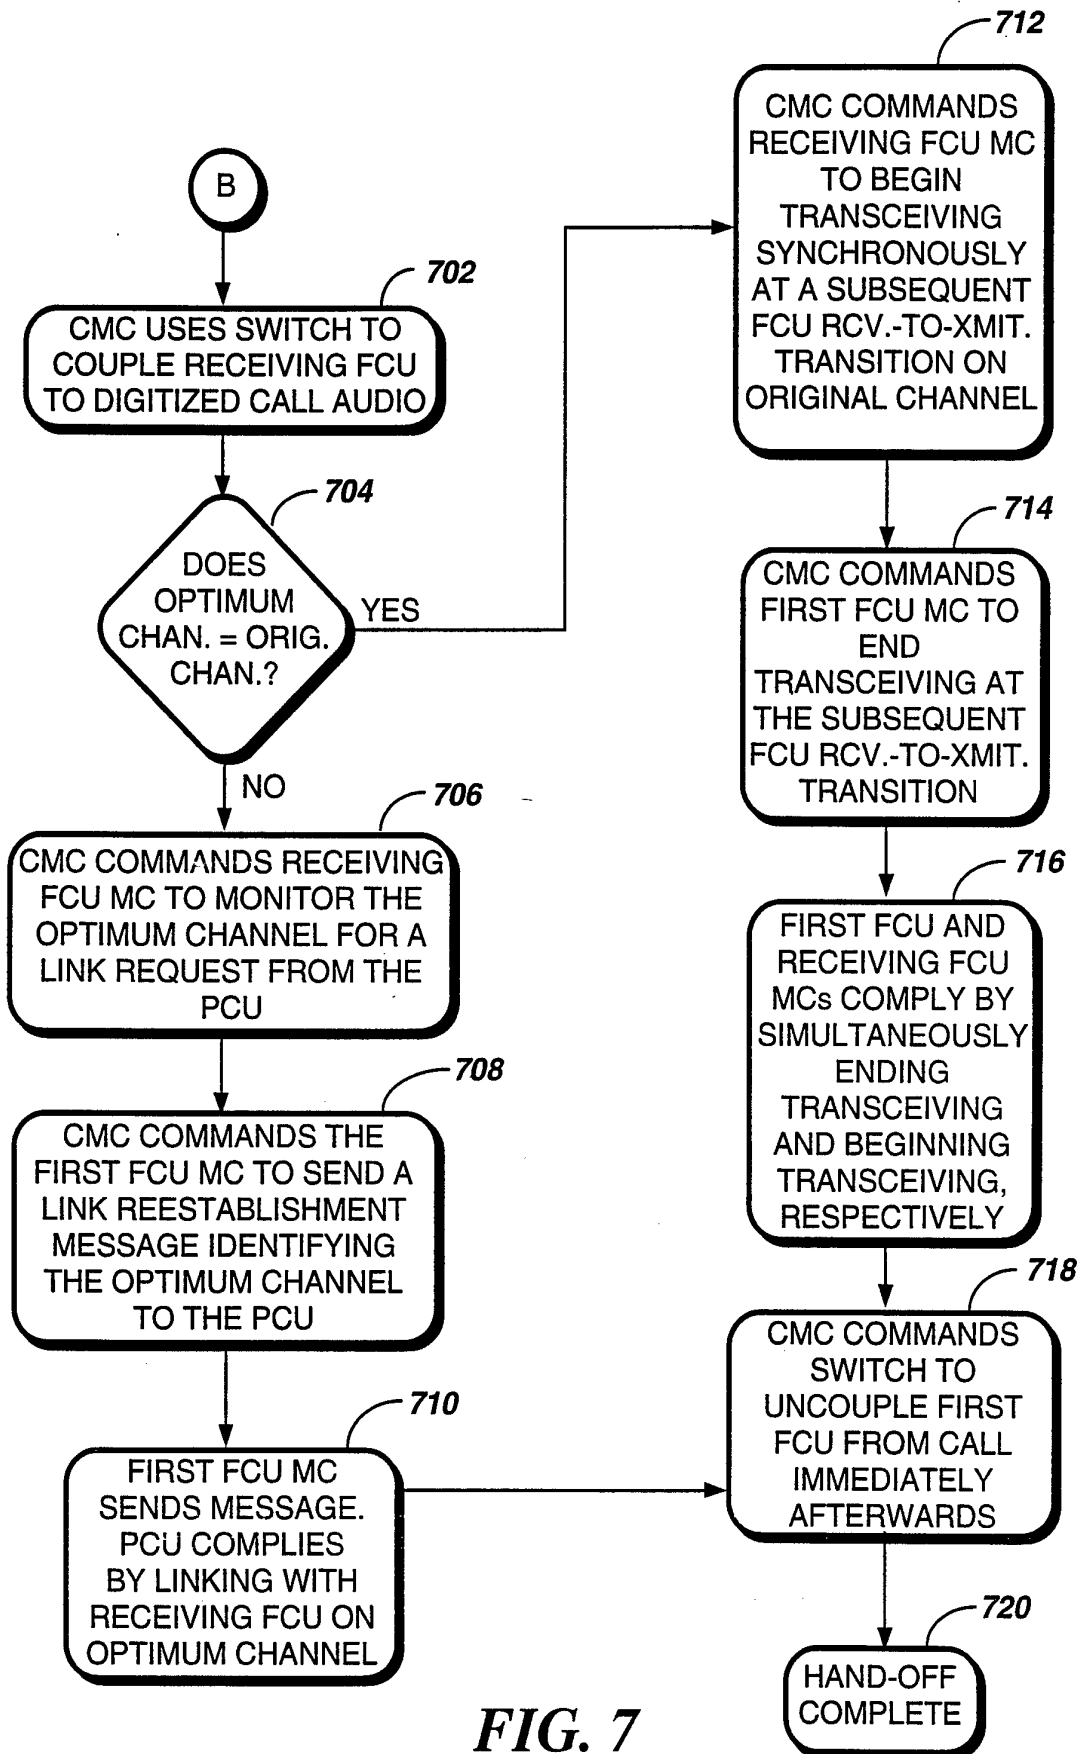 B
702
CMC USES SWITCH TO
COUPLE RECEIVING FCU
TO DIGITIZED CALL AUDIO
704
DOES
OPTIMUM
CHAN. = ORIG.
CHAN.?
YES
NO
706
CMC COMMANDS RECEIVING
FCU MC TO MONITOR THE
OPTIMUM CHANNEL FOR A
LINK REQUEST FROM THE
PCU
708
CMC COMMANDS THE
FIRST FCU MC TO SEND A
LINK REESTABLISHMENT
MESSAGE IDENTIFYING
THE OPTIMUM CHANNEL
TO THE PCU
710
FIRST FCU MC
SENDS MESSAGE.
PCU COMPLIES
BY LINKING WITH
RECEIVING FCU ON
OPTIMUM CHANNEL
712
CMC COMMANDS
RECEIVING FCU MC
TO BEGIN
TRANSCEIVING
SYNCHRONOUSLY
AT A SUBSEQUENT
FCU RCV.-TO-XMIT.
TRANSITION ON
ORIGINAL CHANNEL
714
CMC COMMANDS
FIRST FCU MC TO
END
TRANSCEIVING AT
THE SUBSEQUENT
FCU RCV.-TO-XMIT.
TRANSITION
716
FIRST FCU AND
RECEIVING FCU
MCs COMPLY BY
SIMULTANEOUSLY
ENDING
TRANSCEIVING
AND BEGINNING
TRANSCEIVING,
RESPECTIVELY
718
CMC COMMANDS
SWITCH TO
UNCOUPLE FIRST
FCU FROM CALL
IMMEDIATELY
AFTERWARDS
720
HAND-OFF
COMPLETE
FIG. 7